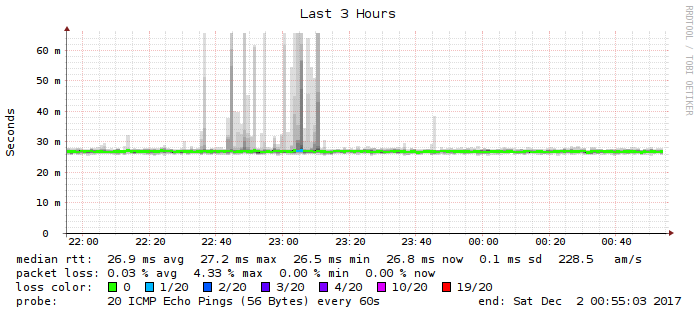 Last 3 Hours
RRDTOOL / TOBI OETIKER
Seconds
60 m
50 m
40 m
30 m
20 m
10 m
0
22:00 22:20 22:40 23:00 23:20 23:40 00:00 00:20 00:40
median rtt: 26.9 ms avg 27.2 ms max 26.5 ms min 26.8 ms now 0.1 ms sd 228.5 am/s
packet loss: 0.03 % avg 4.33 % max 0.00 % min 0.00 % now
loss color: 0 1/20 2/20 3/20 4/20 10/20 19/20
probe: 20 ICMP Echo Pings (56 Bytes) every 60s end: Sat Dec 2 00:55:03 2017